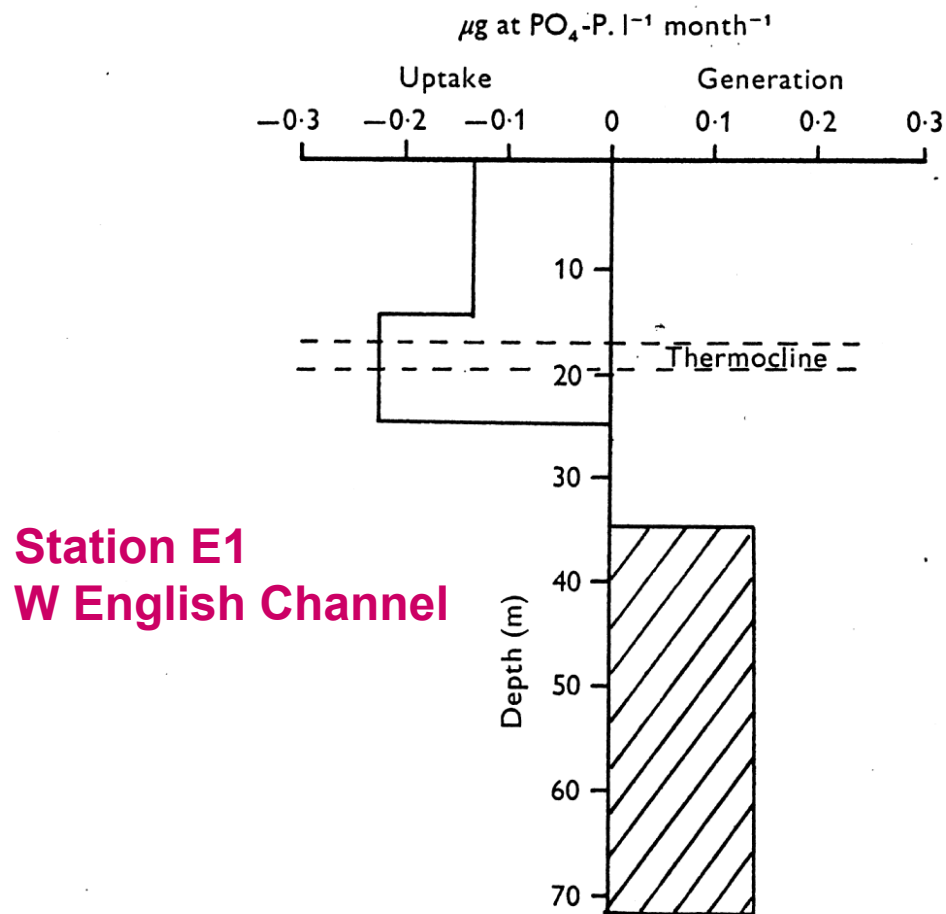 μg at PO₄-P. l⁻¹ month⁻¹
Uptake Generation
−0·3 −0·2 −0·1 0 0·1 0·2 0·3
10
Thermocline
20
30
Station E1
W English Channel
40
Depth (m)
50
60
70